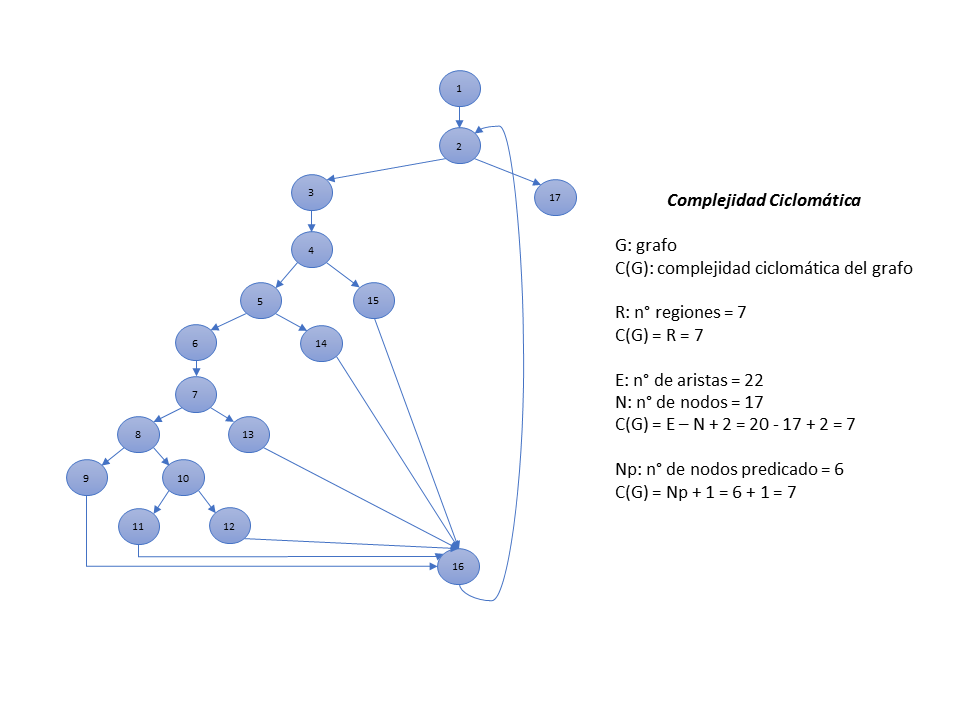 1
2
3
17
4
5
15
6
14
7
8
13
9
10
11
12
16
Complejidad Ciclomática
G: grafo
C(G): complejidad ciclomática del grafo
R: n° regiones = 7
C(G) = R = 7
E: n° de aristas = 22
N: n° de nodos = 17
C(G) = E – N + 2 = 20 - 17 + 2 = 7
Np: n° de nodos predicado = 6
C(G) = Np + 1 = 6 + 1 = 7